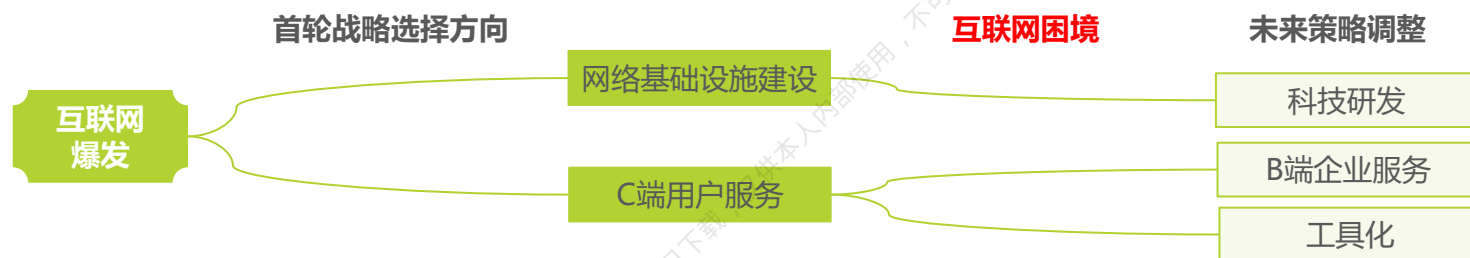 首轮战略选择方向
互联网困境
未来策略调整
互联网
爆发
网络基础设施建设
C端用户服务
科技研发
B端企业服务
工具化